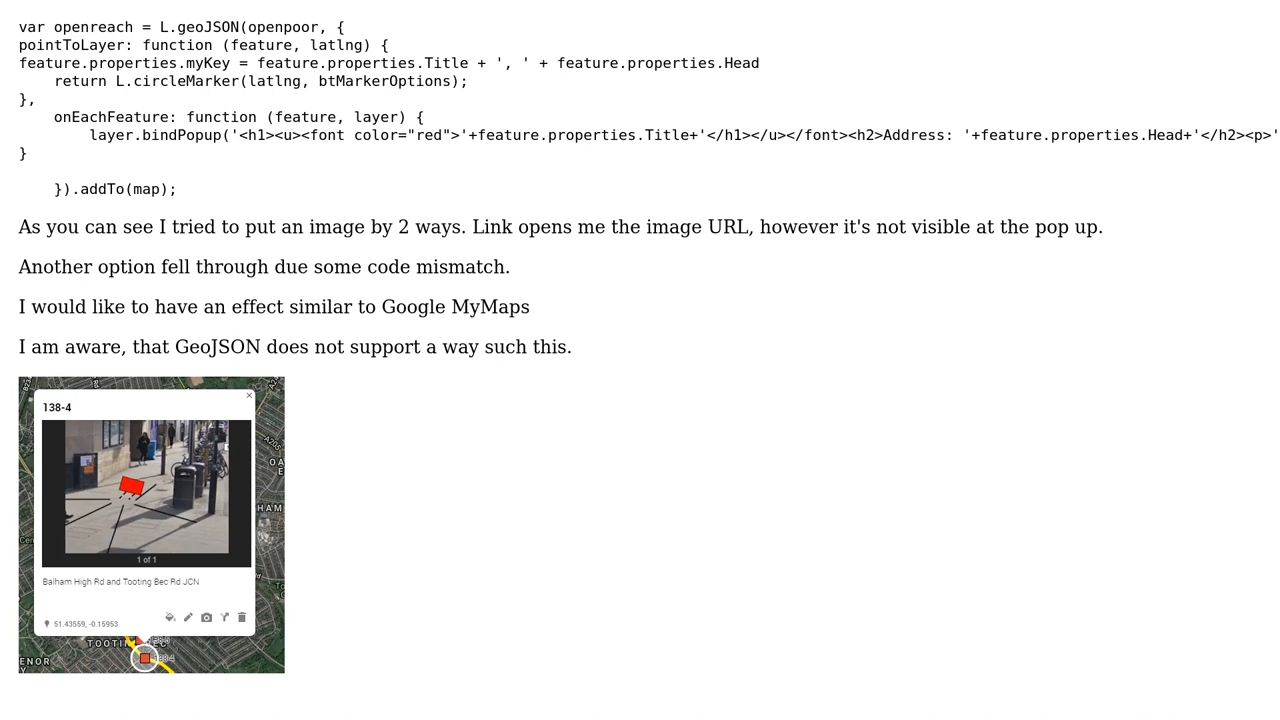 var openreach = L.geoJSON(openpoor, {
pointToLayer: function (feature, latlng) {
feature.properties.myKey = feature.properties.Title + ', ' + feature.properties.Head
    return L.circleMarker(latlng, btMarkerOptions);
},
    onEachFeature: function (feature, layer) {
        layer.bindPopup('<h1><u><font color="red">'+feature.properties.Title+'</h1></u></font><h2>Address: '+feature.properties.Head+'</h2><p>'
}
    }).addTo(map);
As you can see I tried to put an image by 2 ways. Link opens me the image URL, however it's not visible at the pop up.
Another option fell through due some code mismatch.
I would like to have an effect similar to Google MyMaps
I am aware, that GeoJSON does not support a way such this.
138-4
1 of 1
Balham High Rd and Tooting Bec Rd JCN
51.43559, -0.15953
HAM
ENOR
Y